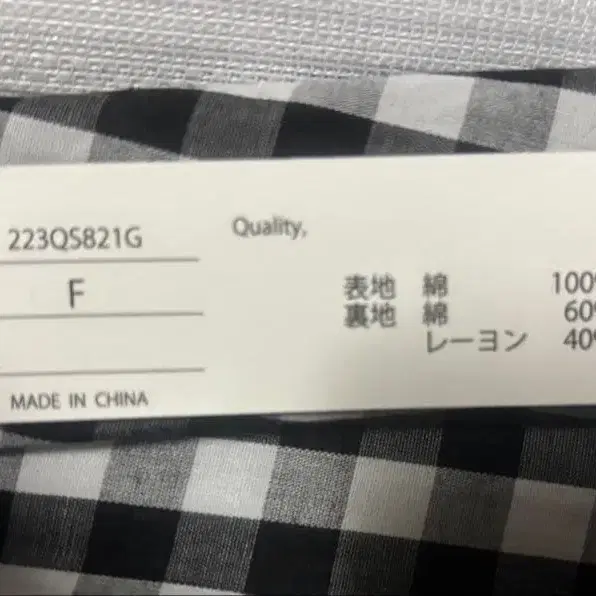 223QS821G
F
MADE IN CHINA
Quality,
表地 綿 100%
裏地 綿 60%
レーヨン 40%